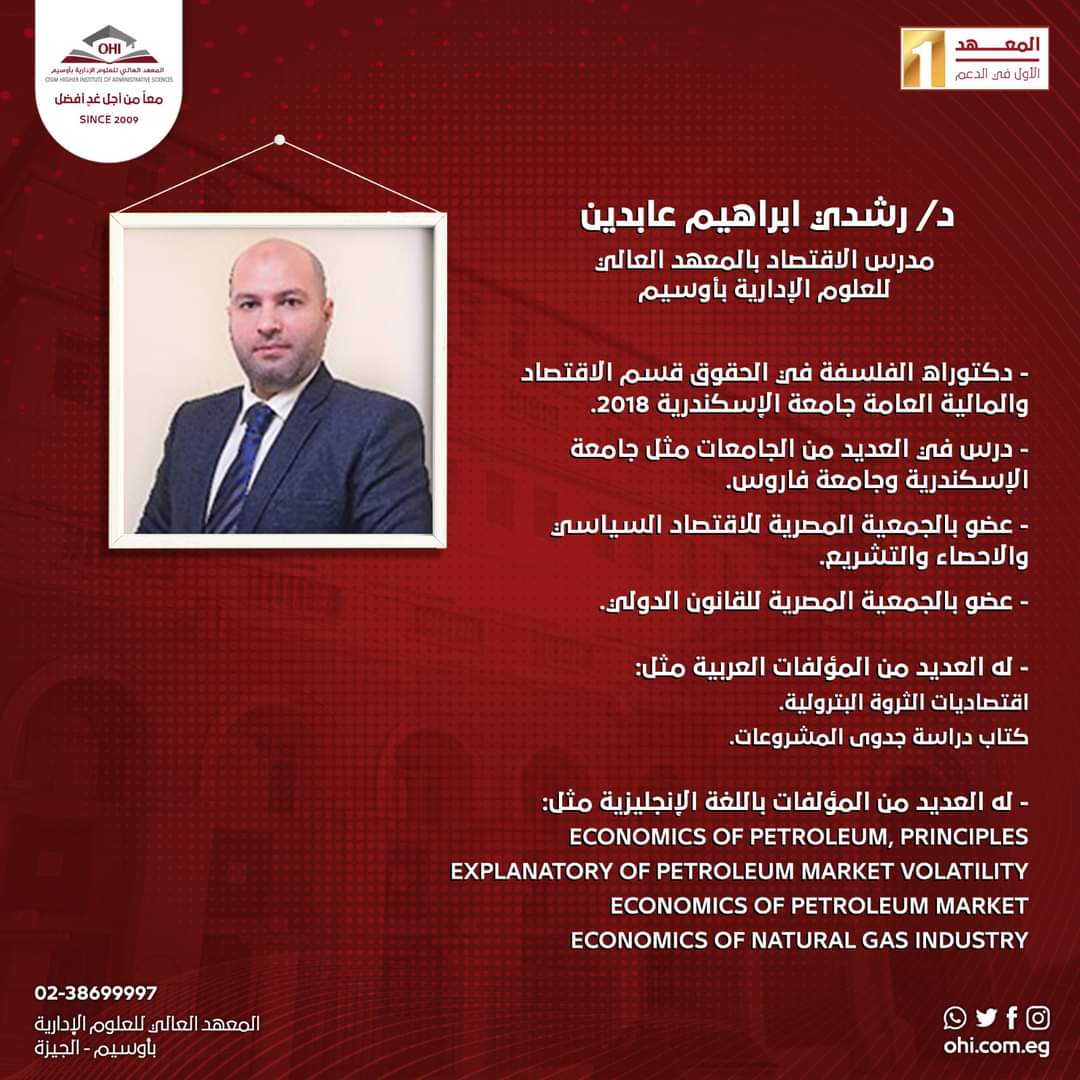 OHI
المعهد العالي للعلوم الإدارية بأوسيم
OSIM HIGHER INSTITUTE OF ADMINISTRATIVE SCIENCES
معاً من أجل غدٍ أفضل
SINCE 2009
المعهد
1
الأول في الدعم
د/ رشدي ابراهيم عابدين
مدرس الاقتصاد بالمعهد العالي
للعلوم الإدارية بأوسيم
- دكتوراه الفلسفة في الحقوق قسم الاقتصاد
والمالية العامة جامعة الإسكندرية 2018.
- درس في العديد من الجامعات مثل جامعة
الإسكندرية وجامعة فاروس.
- عضو بالجمعية المصرية للاقتصاد السياسي
والاحصاء والتشريع.
- عضو بالجمعية المصرية للقانون الدولي.
- له العديد من المؤلفات العربية مثل:
اقتصاديات الثروة البترولية.
كتاب دراسة جدوى المشروعات.
- له العديد من المؤلفات باللغة الإنجليزية مثل:
ECONOMICS OF PETROLEUM, PRINCIPLES
EXPLANATORY OF PETROLEUM MARKET VOLATILITY
ECONOMICS OF PETROLEUM MARKET
ECONOMICS OF NATURAL GAS INDUSTRY
02-38699997
المعهد العالي للعلوم الإدارية
بأوسيم - الجيزة
ohi.com.eg